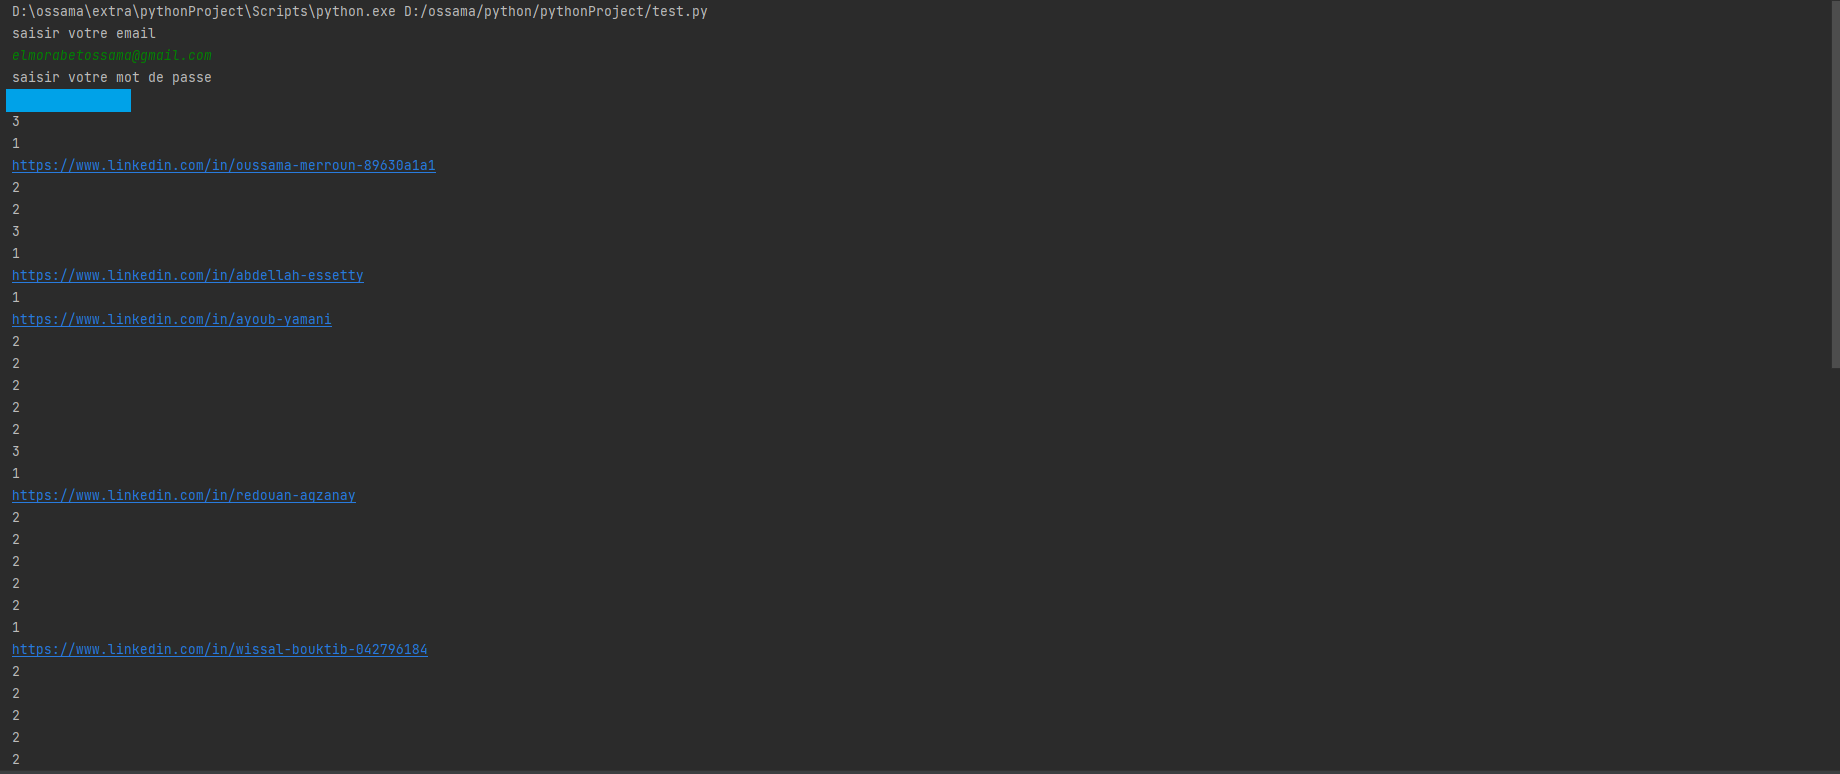 D:\ossama\extra\pythonProject\Scripts\python.exe D:/ossama/python/pythonProject/test.py
saisir votre email
elmorabetossama@gmail.com
saisir votre mot de passe
3
1
https://www.linkedin.com/in/oussama-merroun-89630a1a1
2
2
3
1
https://www.linkedin.com/in/abdellah-essetty
1
https://www.linkedin.com/in/ayoub-yamani
2
2
2
2
2
3
1
https://www.linkedin.com/in/redouan-agzanay
2
2
2
2
2
1
https://www.linkedin.com/in/wissal-bouktib-042796184
2
2
2
2
2